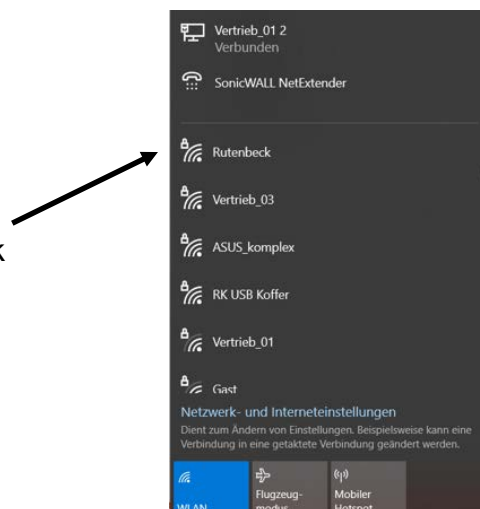 Vertrieb_01 2
Verbunden
SonicWALL NetExtender
Rutenbeck
k
Vertrieb_03
ASUS_komplex
RK USB Koffer
Vertrieb_01
Gast
Netzwerk- und Interneteinstellungen
Dient zum Ändern von Einstellungen. Beispielsweise kann eine
Verbindung in eine getaktete Verbindung geändert werden.
WLAN
Flugzeug-
modus
Mobiler
Hotspot